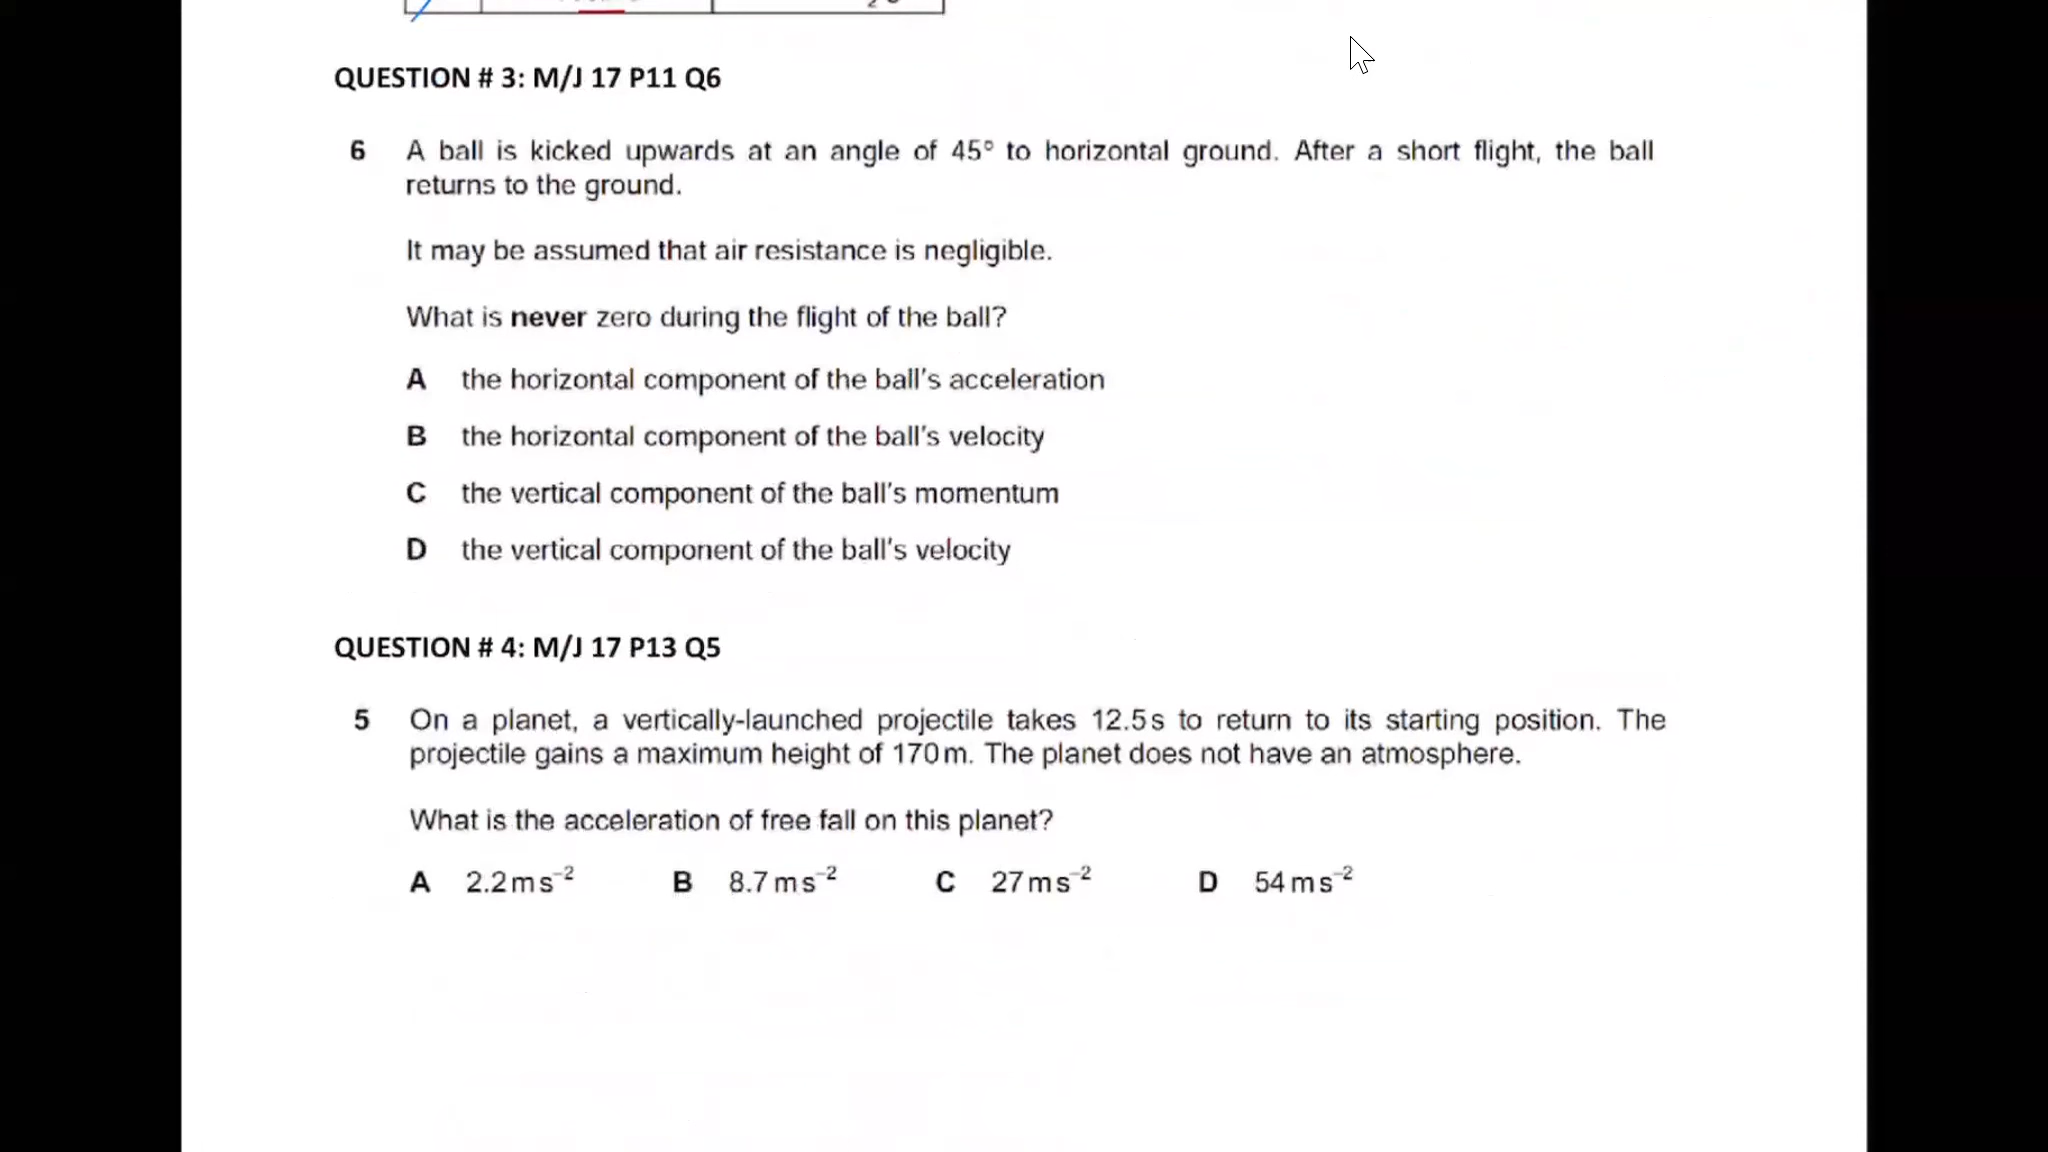 QUESTION # 3: M/J 17 P11 Q6
6 A ball is kicked upwards at an angle of 45° to horizontal ground. After a short flight, the ball
returns to the ground.
It may be assumed that air resistance is negligible.
What is never zero during the flight of the ball?
A the horizontal component of the ball's acceleration
B the horizontal component of the ball's velocity
C the vertical component of the ball's momentum
D the vertical component of the ball's velocity
QUESTION # 4: M/J 17 P13 Q5
5 On a planet, a vertically-launched projectile takes 12.5 s to return to its starting position. The
projectile gains a maximum height of 170 m. The planet does not have an atmosphere.
What is the acceleration of free fall on this planet?
A 2.2 m s⁻² B 8.7 m s⁻² C 27 m s⁻² D 54 m s⁻²